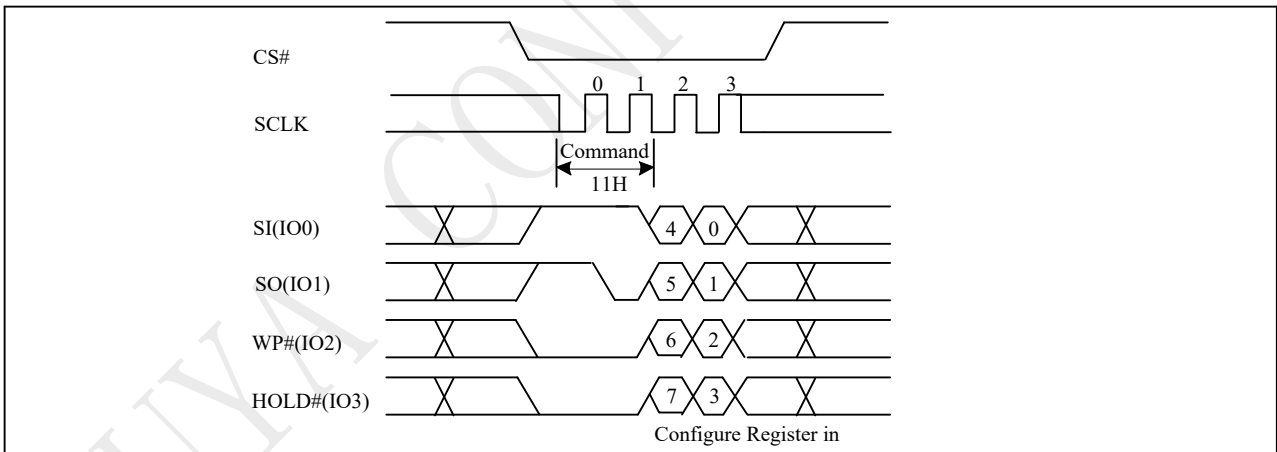 CS#
0 1 2 3
SCLK
Command
11H
SI(IO0)
4 0
SO(IO1)
5 1
WP#(IO2)
6 2
HOLD#(IO3)
7 3
Configure Register in